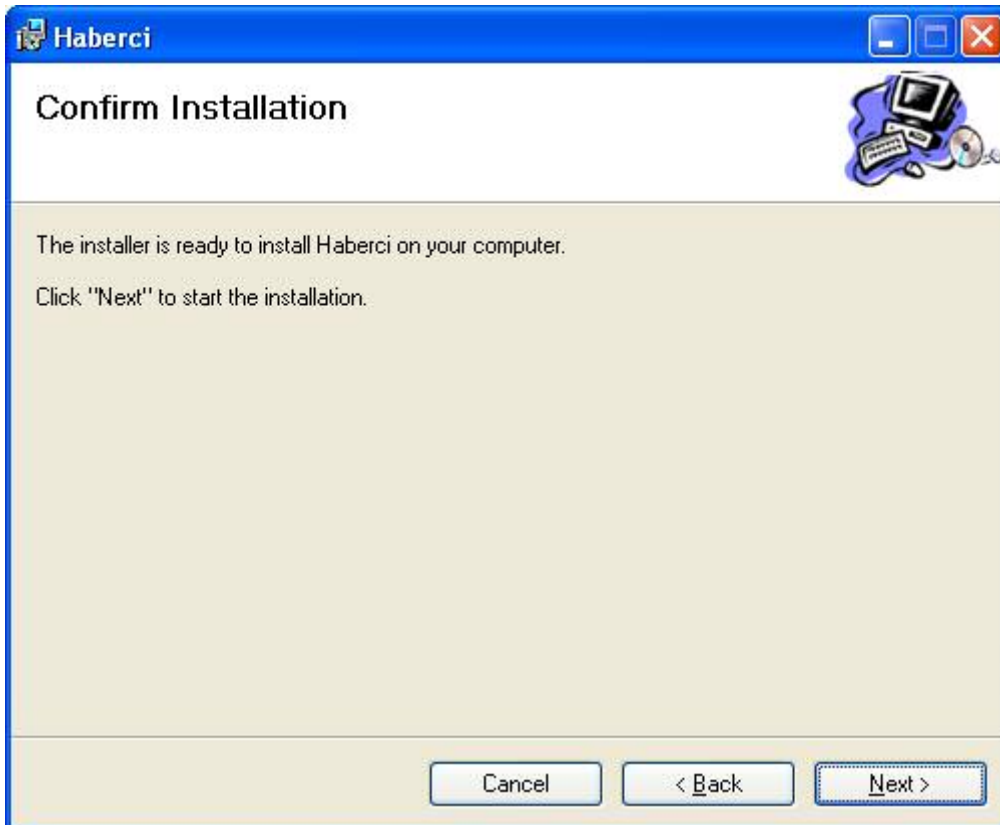 Haberci
Confirm Installation
The installer is ready to install Haberci on your computer.
Click "Next" to start the installation.
Cancel
< Back
Next >